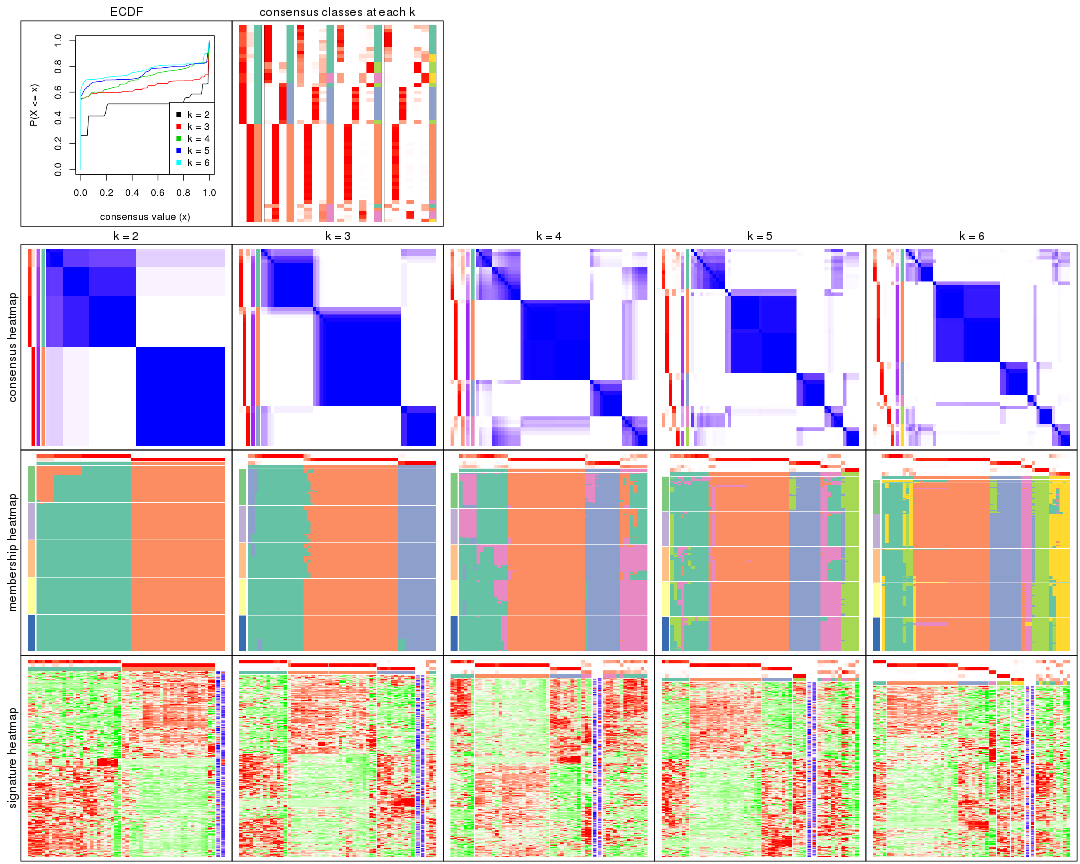 ECDF
consensus classes at each k
P(X <= x)
0.0 0.2 0.4 0.6 0.8 1.0
k = 2
k = 3
k = 4
k = 5
k = 6
0.0 0.2 0.4 0.6 0.8 1.0
consensus value (x)
k = 2 k = 3 k = 4 k = 5 k = 6
consensus heatmap
membership heatmap
signature heatmap